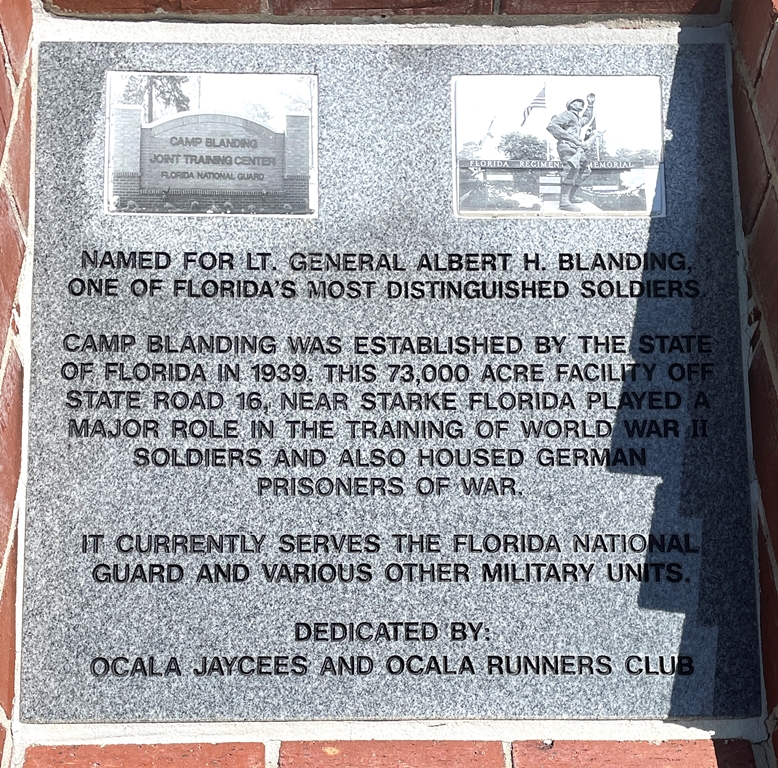 CAMP BLANDING
JOINT TRAINING CENTER
FLORIDA NATIONAL GUARD
FLORIDA REGIMEN MEMORIAL
NAMED FOR LT. GENERAL ALBERT H. BLANDING,
ONE OF FLORIDA'S MOST DISTINGUISHED SOLDIERS.
CAMP BLANDING WAS ESTABLISHED BY THE STATE
OF FLORIDA IN 1939. THIS 73,000 ACRE FACILITY OFF
STATE ROAD 16, NEAR STARKE FLORIDA PLAYED A
MAJOR ROLE IN THE TRAINING OF WORLD WAR II
SOLDIERS AND ALSO HOUSED GERMAN
PRISONERS OF WAR.
IT CURRENTLY SERVES THE FLORIDA NATIONAL
GUARD AND VARIOUS OTHER MILITARY UNITS.
DEDICATED BY:
OCALA JAYCEES AND OCALA RUNNERS CLUB